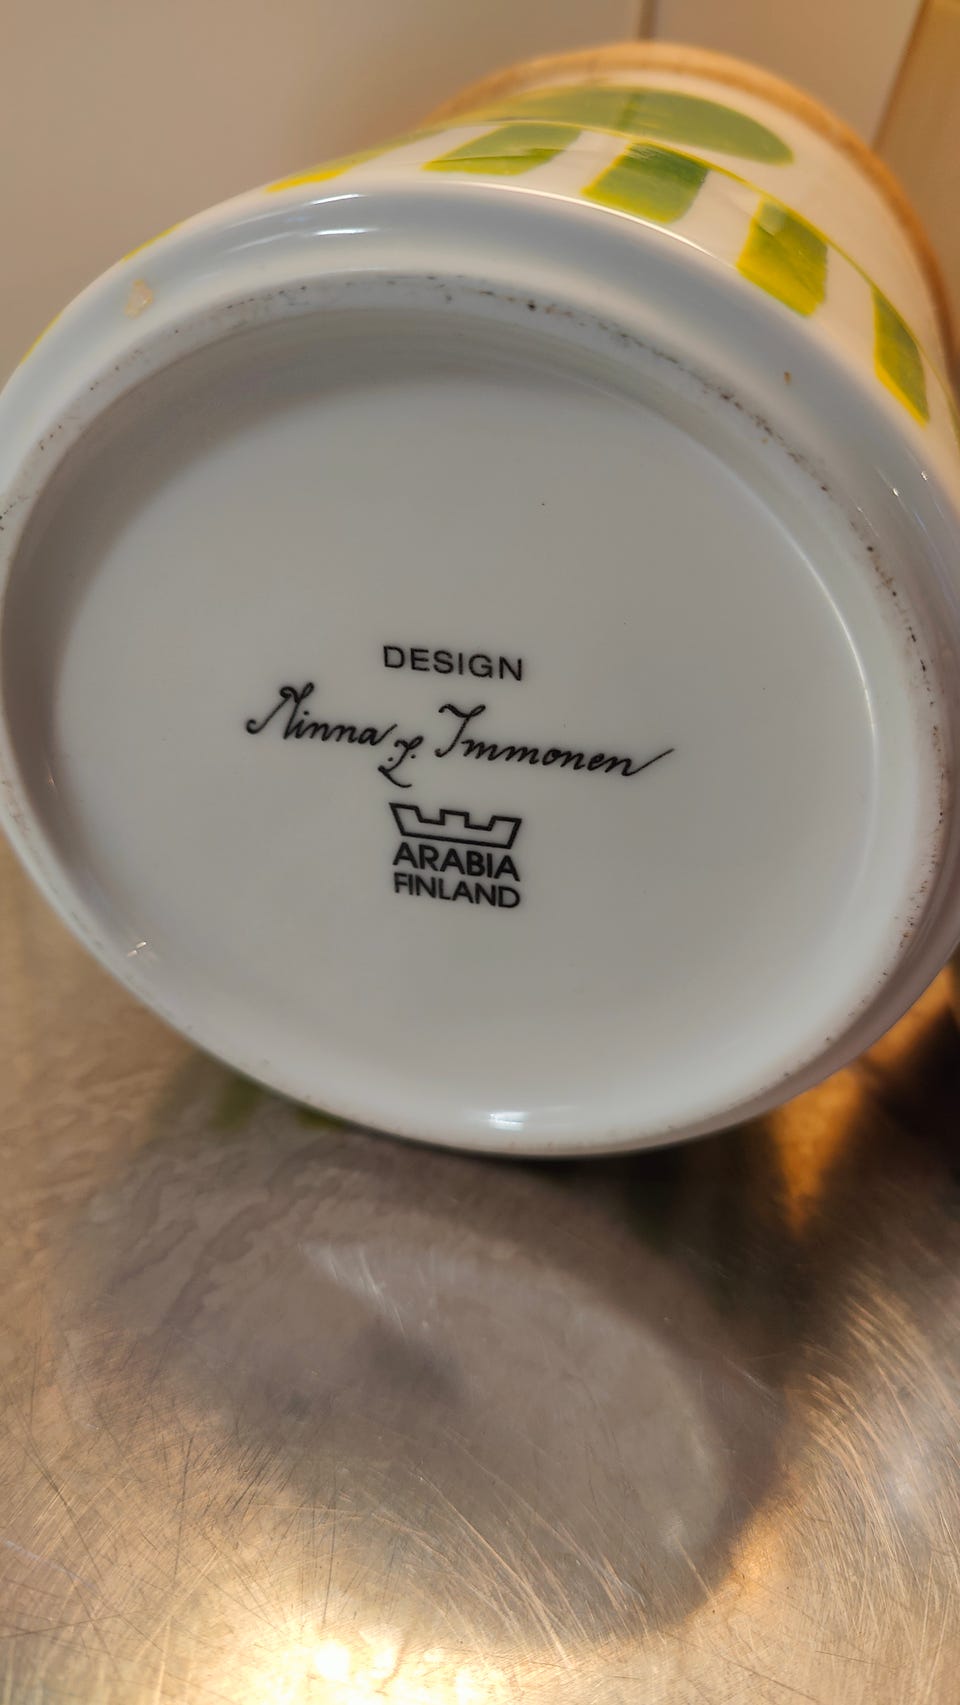 DESIGN
Ninna L. Immonen
ARABIA
FINLAND